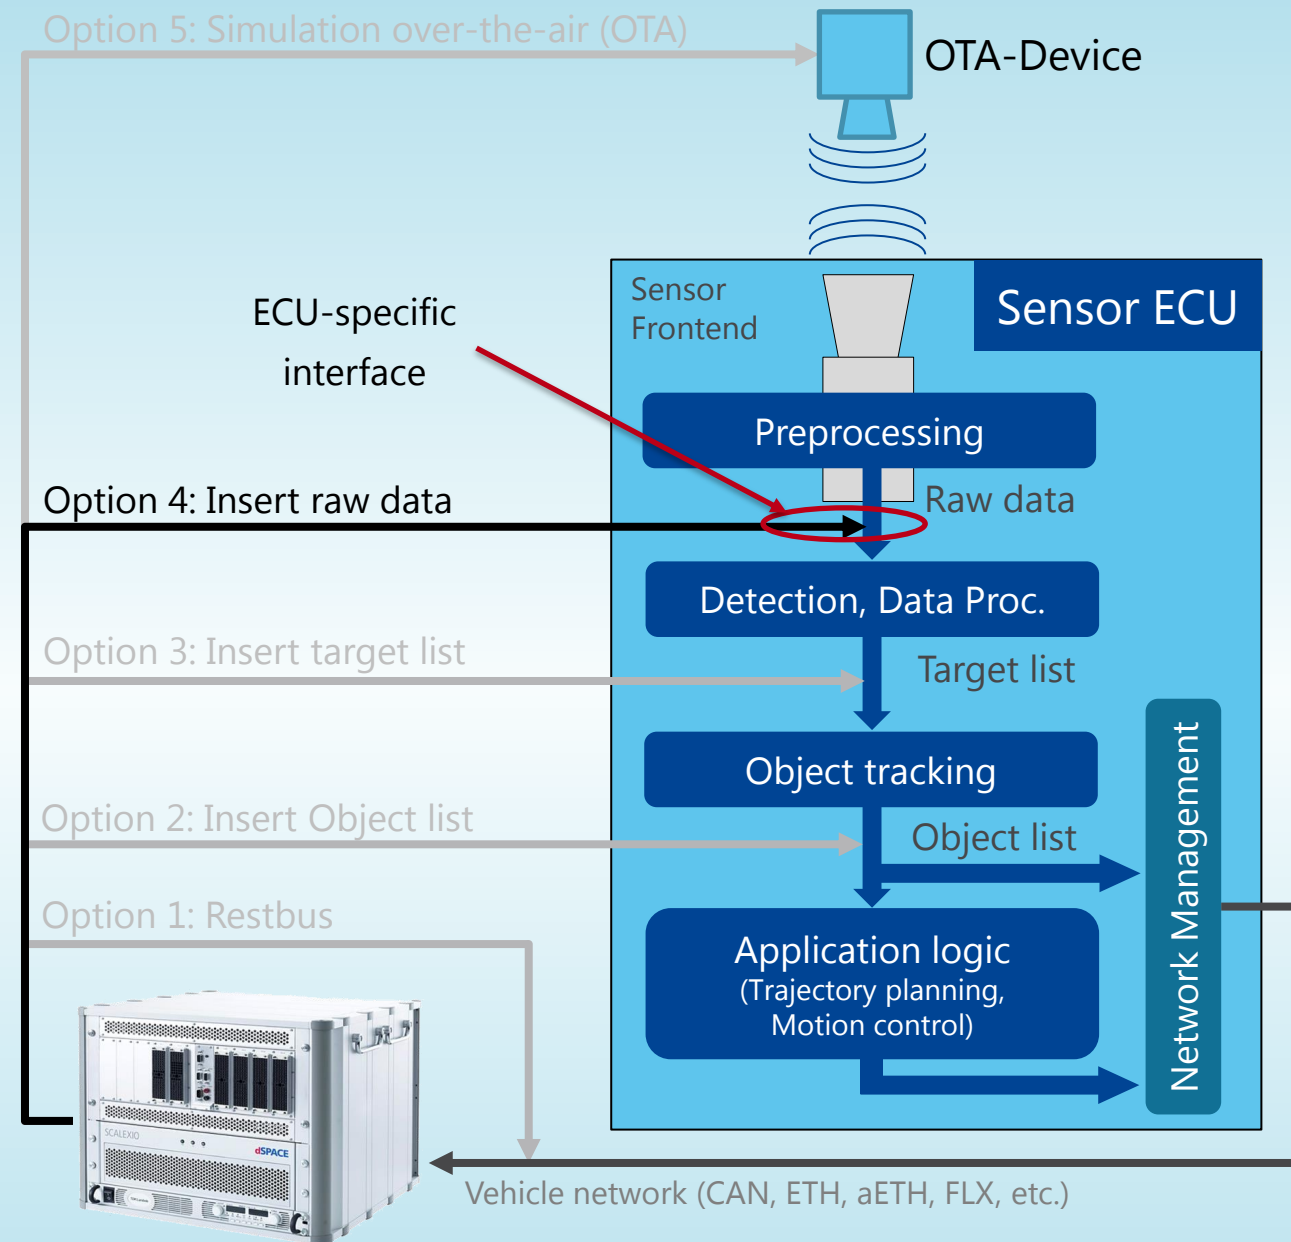 Option 5: Simulation over-the-air (OTA)
OTA-Device
Sensor
Frontend
Sensor ECU
ECU-specific
interface
Preprocessing
Option 4: Insert raw data
Raw data
Detection, Data Proc.
Option 3: Insert target list
Target list
Object tracking
Option 2: Insert Object list
Object list
Network Management
Option 1: Restbus
Application logic
(Trajectory planning,
Motion control)
SCALEXIO
dSPACE
Vehicle network (CAN, ETH, aETH, FLX, etc.)